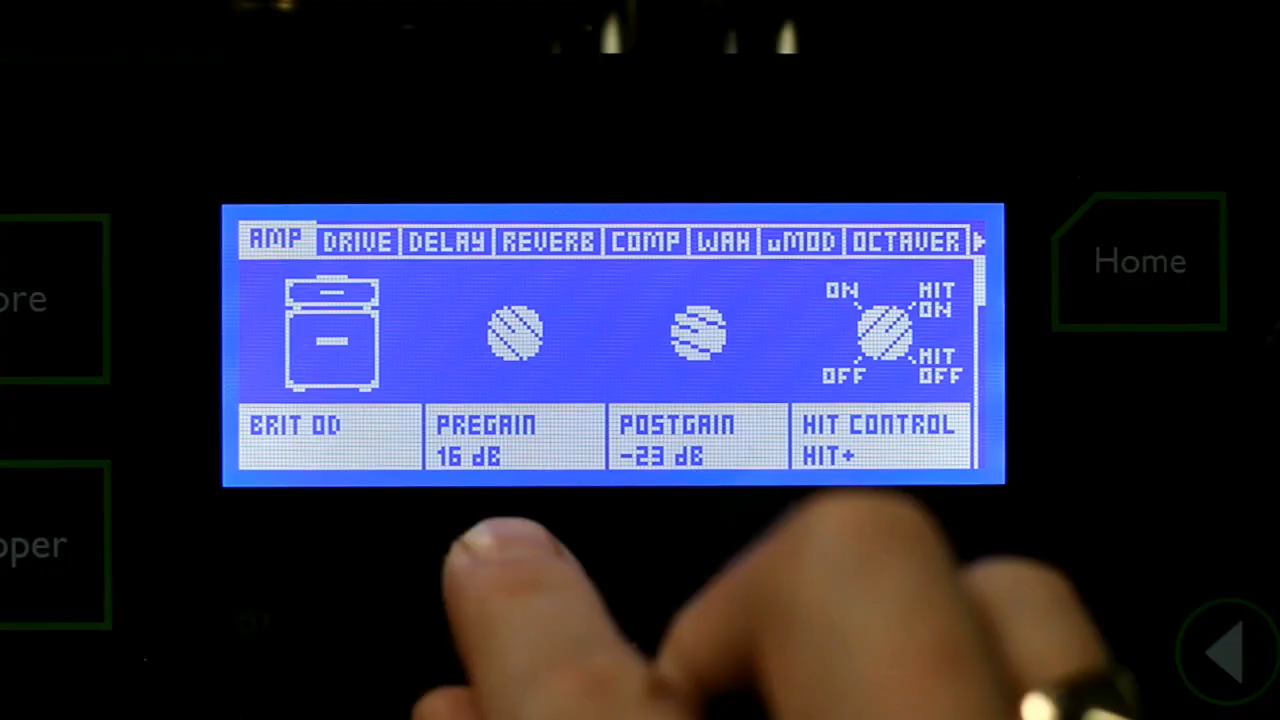 AMP DRIVE DELAY REVERB COMP WAH uMOD OCTAVER
ON HIT ON
OFF HIT OFF
BRIT OD PREGAIN POSTGAIN HIT CONTROL
16 dB -23 dB HIT+
ore
Home
pper